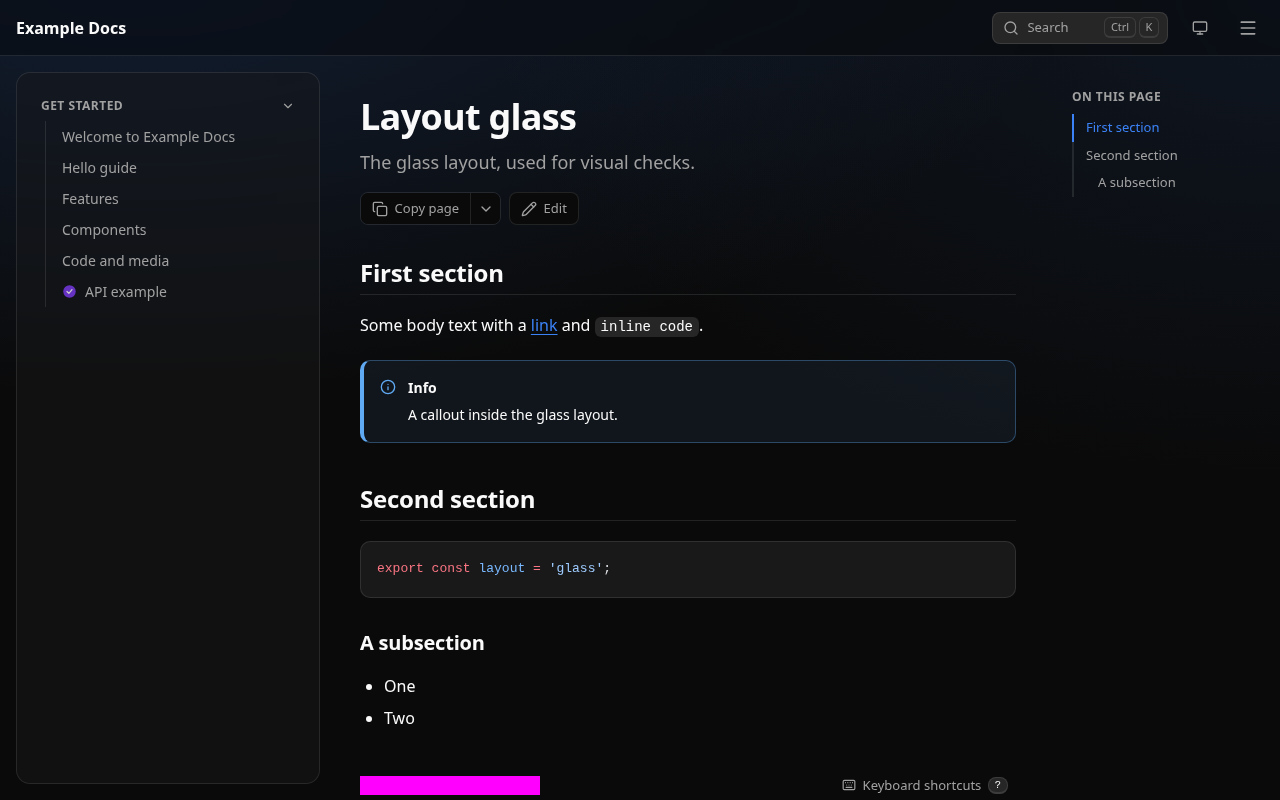 Example Docs
Search Ctrl K
GET STARTED
Welcome to Example Docs
Hello guide
Features
Components
Code and media
API example
Layout glass
The glass layout, used for visual checks.
Copy page
Edit
First section
Some body text with a link and inline code.
Info
A callout inside the glass layout.
Second section
export const layout = 'glass';
A subsection
One
Two
Keyboard shortcuts ?
ON THIS PAGE
First section
Second section
A subsection